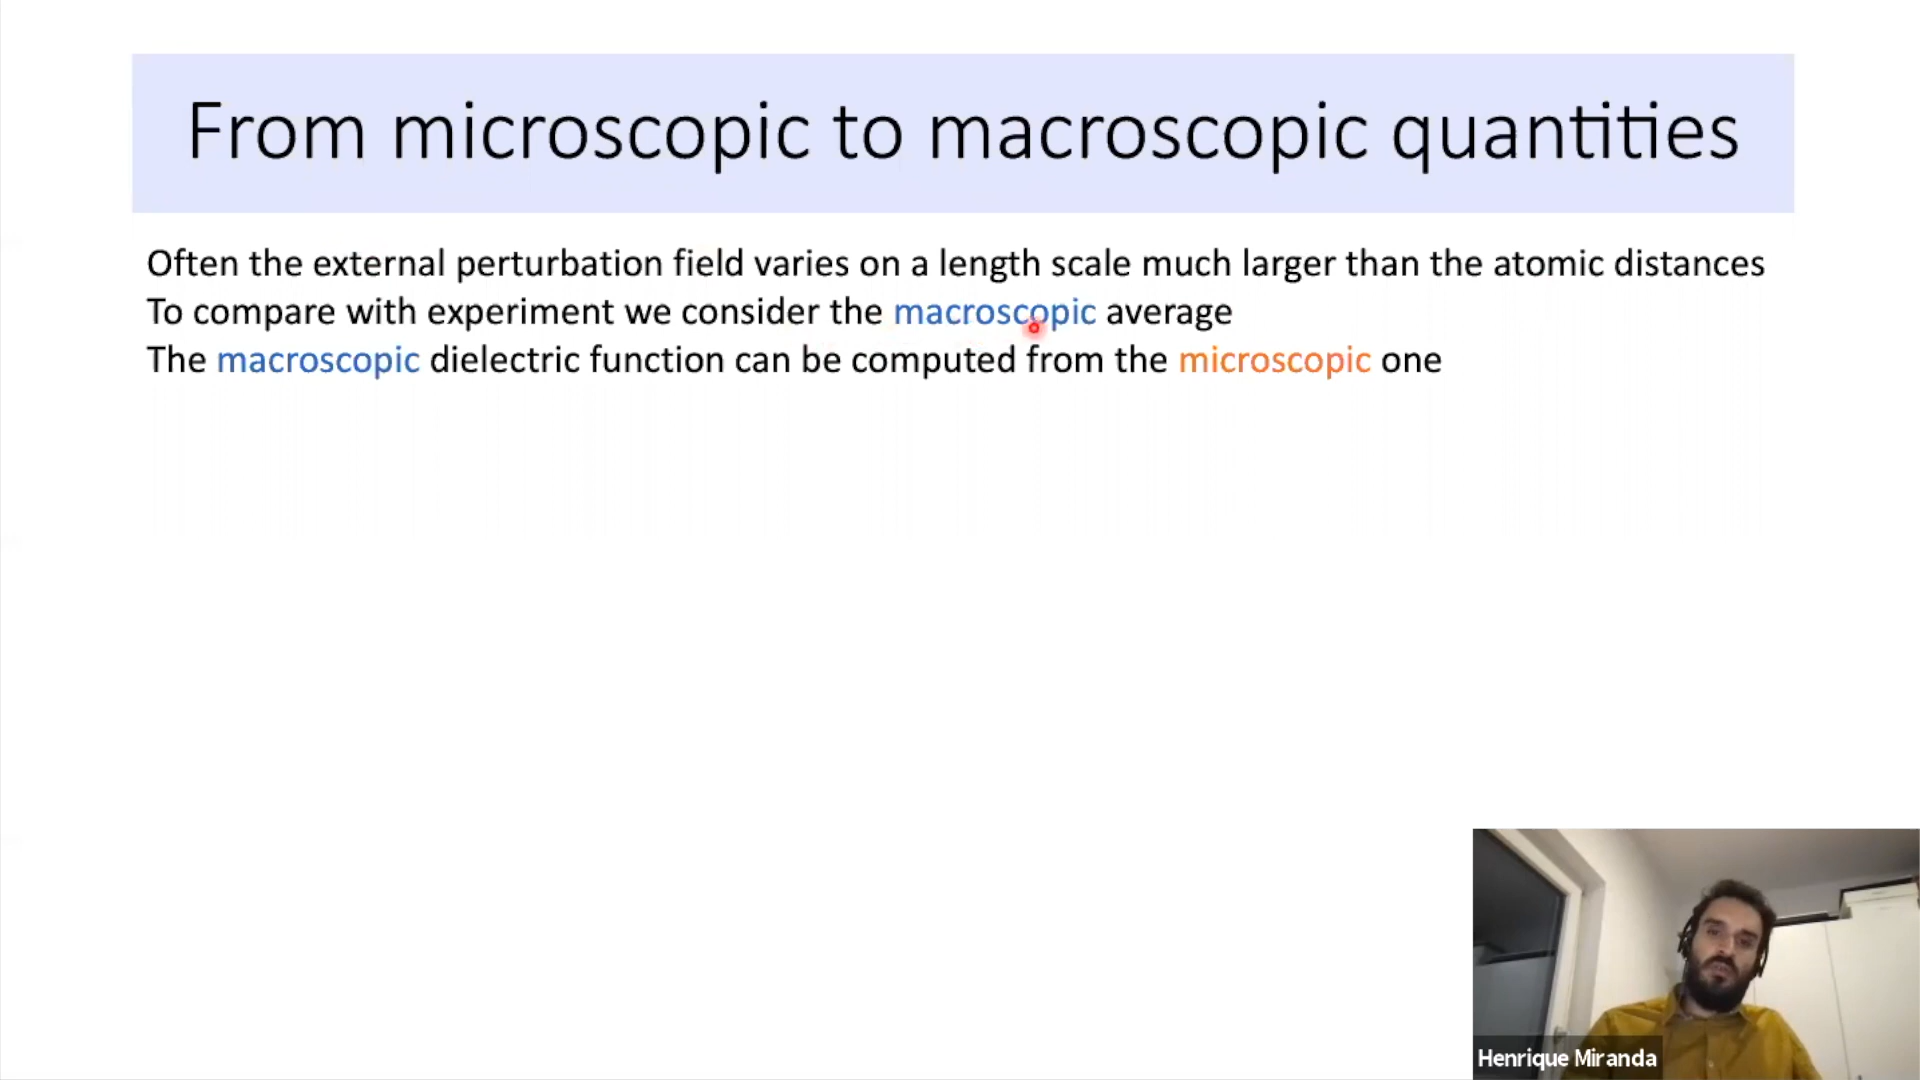 From microscopic to macroscopic quantities
Often the external perturbation field varies on a length scale much larger than the atomic distances
To compare with experiment we consider the macroscopic average
The macroscopic dielectric function can be computed from the microscopic one
Henrique Miranda